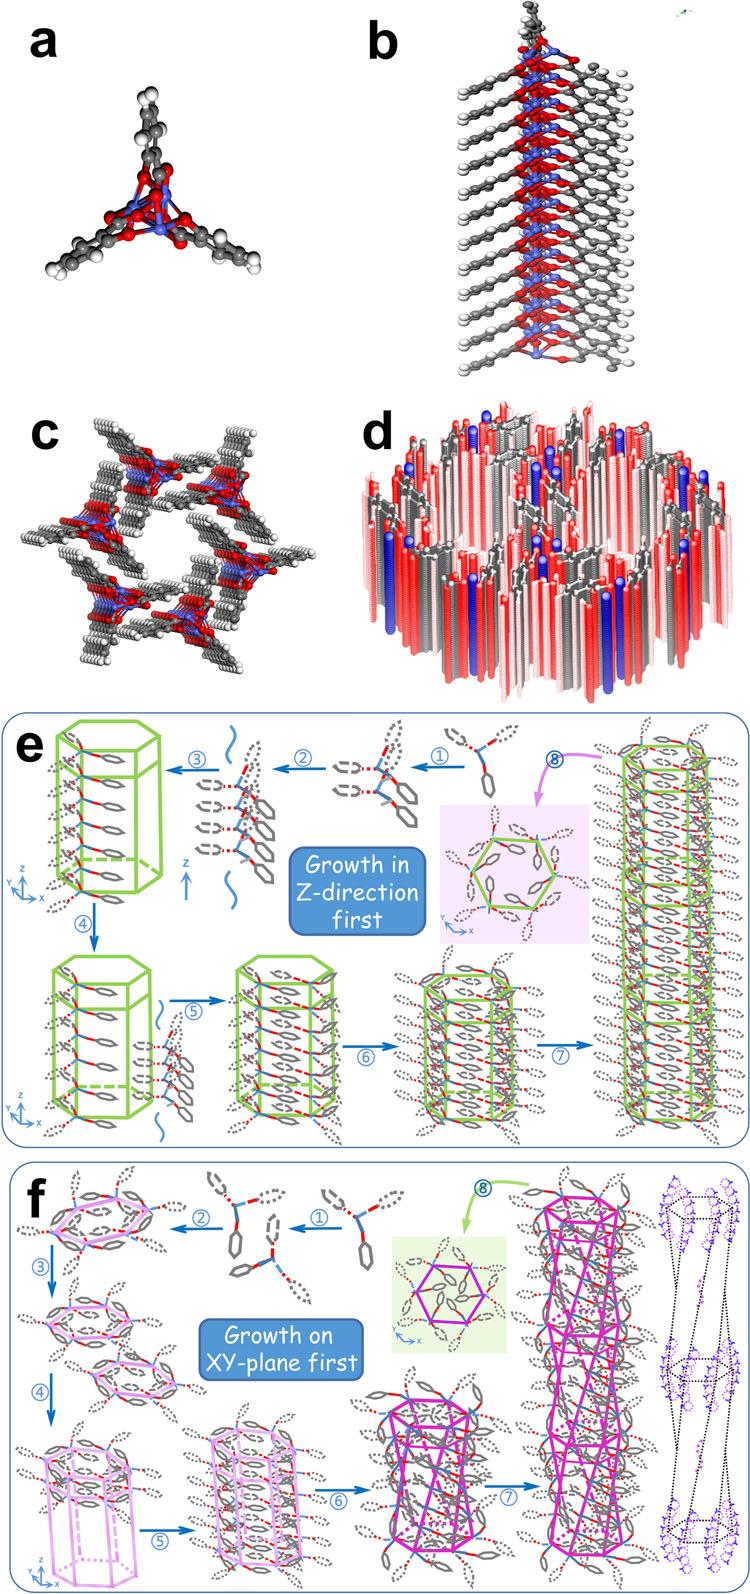 a
b
c
d
e
③
②
①
⑧
Z
Y
X
Z
Growth in
Z-direction
first
Y
X
④
⑤
⑥
⑦
Z
Y
X
f
②
①
⑧
③
Growth on
XY-plane first
Y
X
④
⑤
⑥
⑦
Z
Y
X